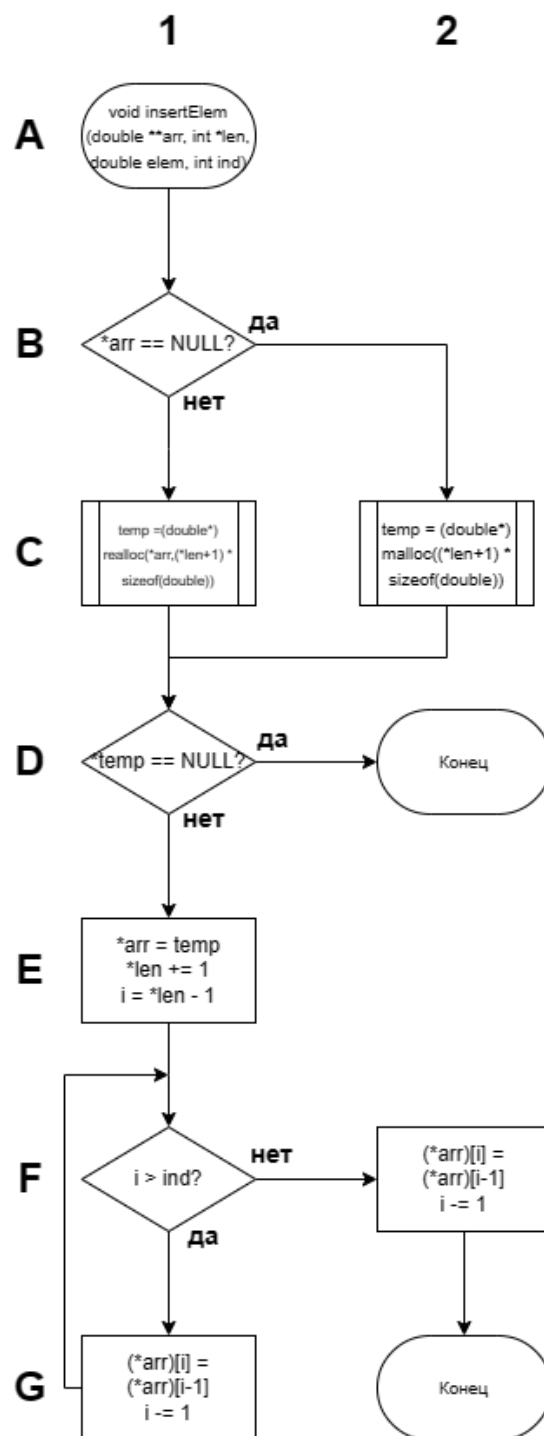 1
2
A
void insertElem
(double **arr, int *len,
double elem, int ind)
B
*arr == NULL?
да
нет
C
temp =(double*)
realloc(*arr,(*len+1) *
sizeof(double))
temp = (double*)
malloc((*len+1) *
sizeof(double))
D
*temp == NULL?
да
нет
Конец
E
*arr = temp
*len += 1
i = *len - 1
F
i > ind?
нет
да
(*arr)[i] =
(*arr)[i-1]
i -= 1
G
(*arr)[i] =
(*arr)[i-1]
i -= 1
Конец